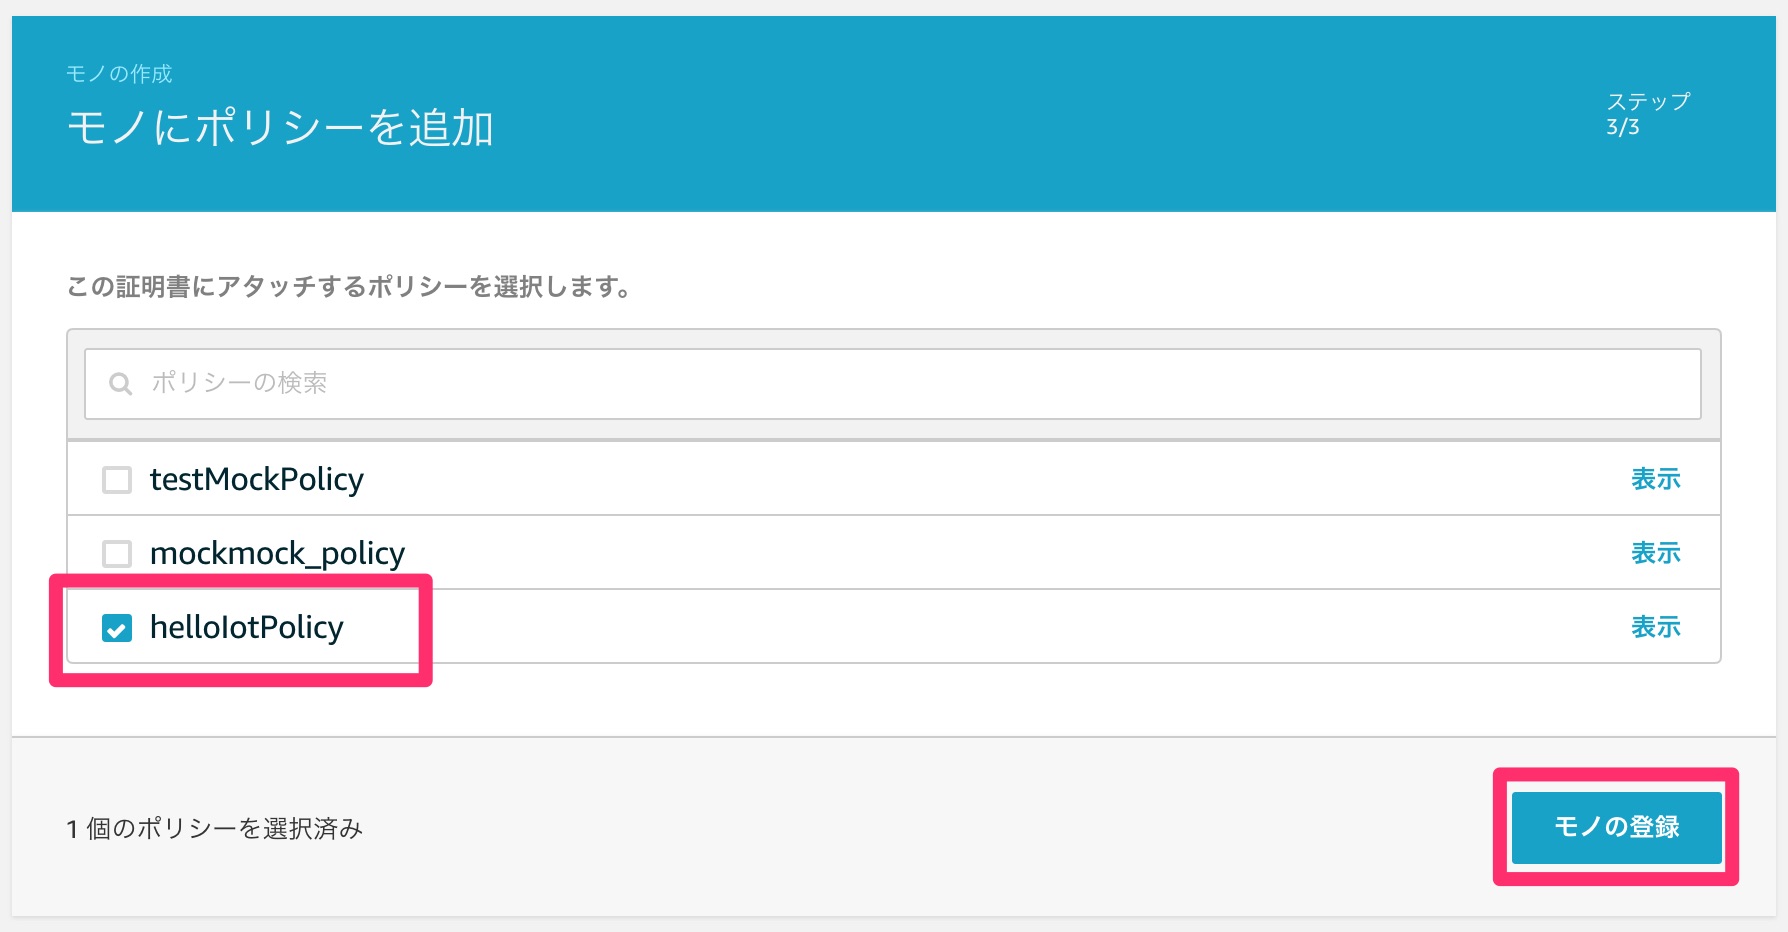 モノの作成
モノにポリシーを追加
ステップ
3/3
この証明書にアタッチするポリシーを選択します。
ポリシーの検索
testMockPolicy 表示
mockmock_policy 表示
helloIotPolicy 表示
1 個のポリシーを選択済み
モノの登録